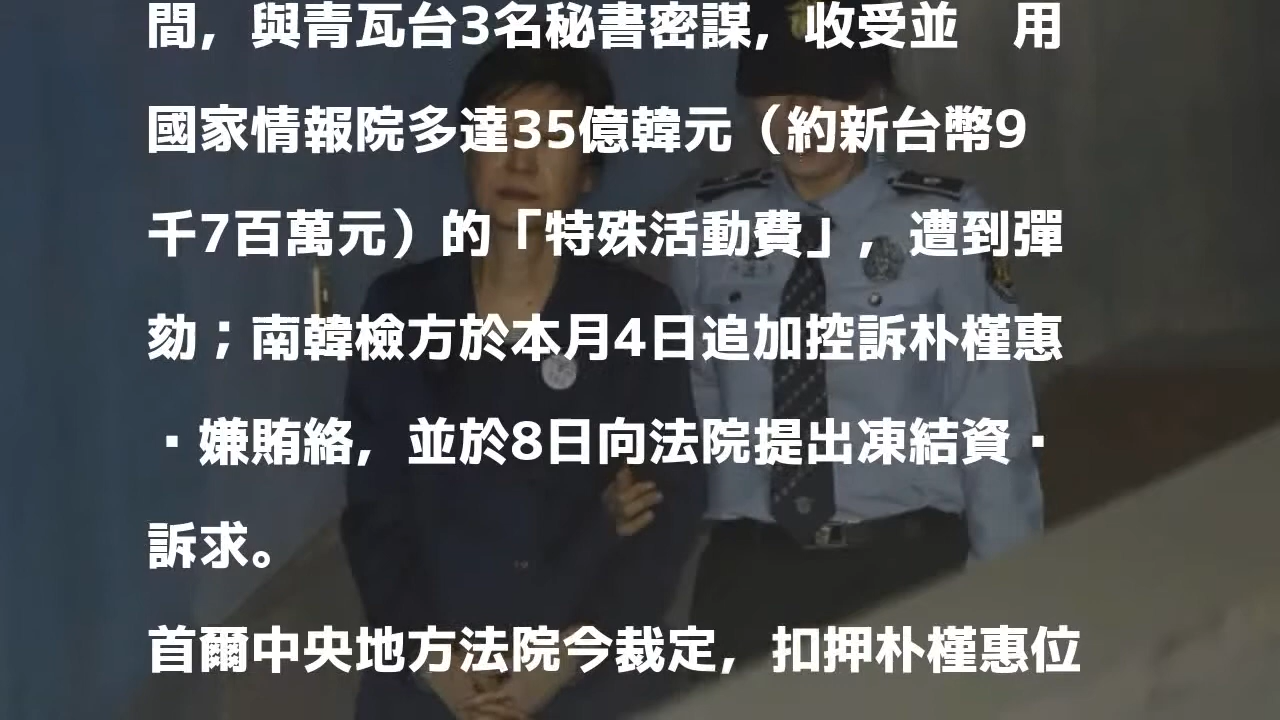 間，與青瓦台3名秘書密謀，收受並　用
國家情報院多達35億韓元（約新台幣9
千7百萬元）的「特殊活動費」，遭到彈
劾；南韓檢方於本月4日追加控訴朴槿惠
▪嫌賄絡，並於8日向法院提出凍結資▪
訴求。
首爾中央地方法院今裁定，扣押朴槿惠位